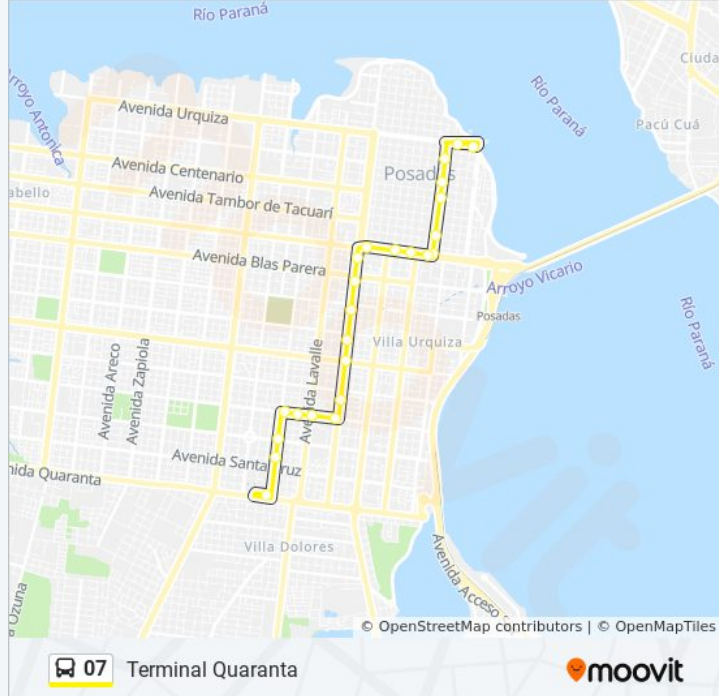 Río Paraná
Ciuda
Arroyo Antonica
Avenida Urquiza
Río Paraná
Pacú Cuá
Avenida Centenario
Posadas
abello
Avenida Tambor de Tacuarí
Avenida Blas Parera
Arroyo Vicario
Posadas
Río Paraná
Villa Urquiza
Avenida Areco
Avenida Zapiola
Avenida Lavalle
Avenida Santa Cruz
nida Quaranta
Villa Dolores
Avenida Acceso S
a Ozuna
© OpenStreetMap contributors | © OpenMapTiles
07 Terminal Quaranta
moovit